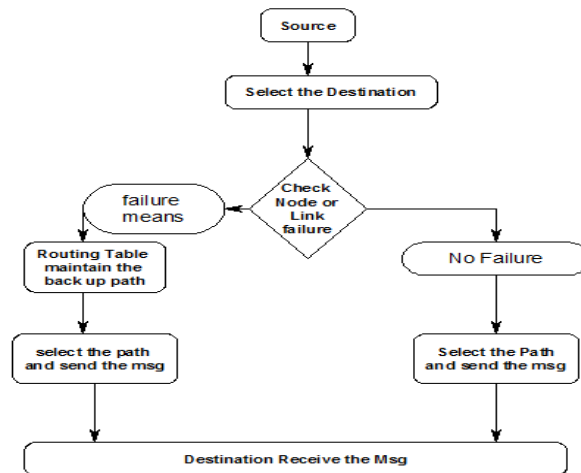 Source
Select the Destination
Check
Node or
Link
failure
failure
means
No Failure
Routing Table
maintain the
back up path
select the path
and send the msg
Select the Path
and send the msg
Destination Receive the Msg